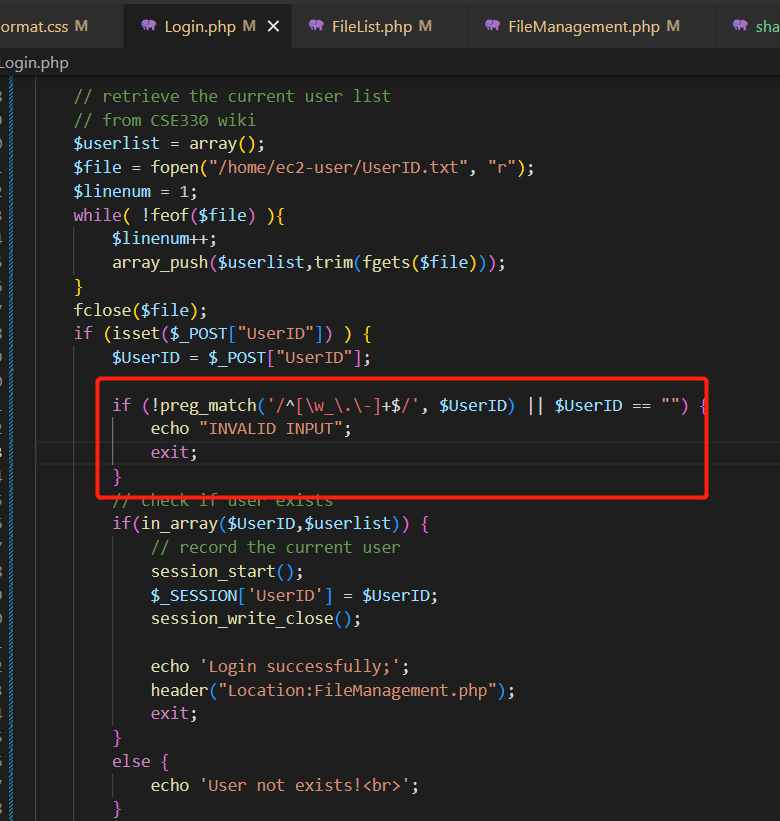 ormat.css M Login.php M × FileList.php M FileManagement.php M sha
Login.php
// retrieve the current user list
// from CSE330 wiki
$userlist = array();
$file = fopen("/home/ec2-user/UserID.txt", "r");
$linenum = 1;
while( !feof($file) ){
$linenum++;
array_push($userlist,trim(fgets($file)));
}
fclose($file);
if (isset($_POST["UserID"]) ) {
$UserID = $_POST["UserID"];
if (!preg_match('/^[\w_\.\-]+$/', $UserID) || $UserID == "") {
echo "INVALID INPUT";
exit;
}
// check if user exists
if(in_array($UserID,$userlist)) {
// record the current user
session_start();
$_SESSION['UserID'] = $UserID;
session_write_close();
echo 'Login successfully;';
header("Location:FileManagement.php");
exit;
}
else {
echo 'User not exists!<br>';
}